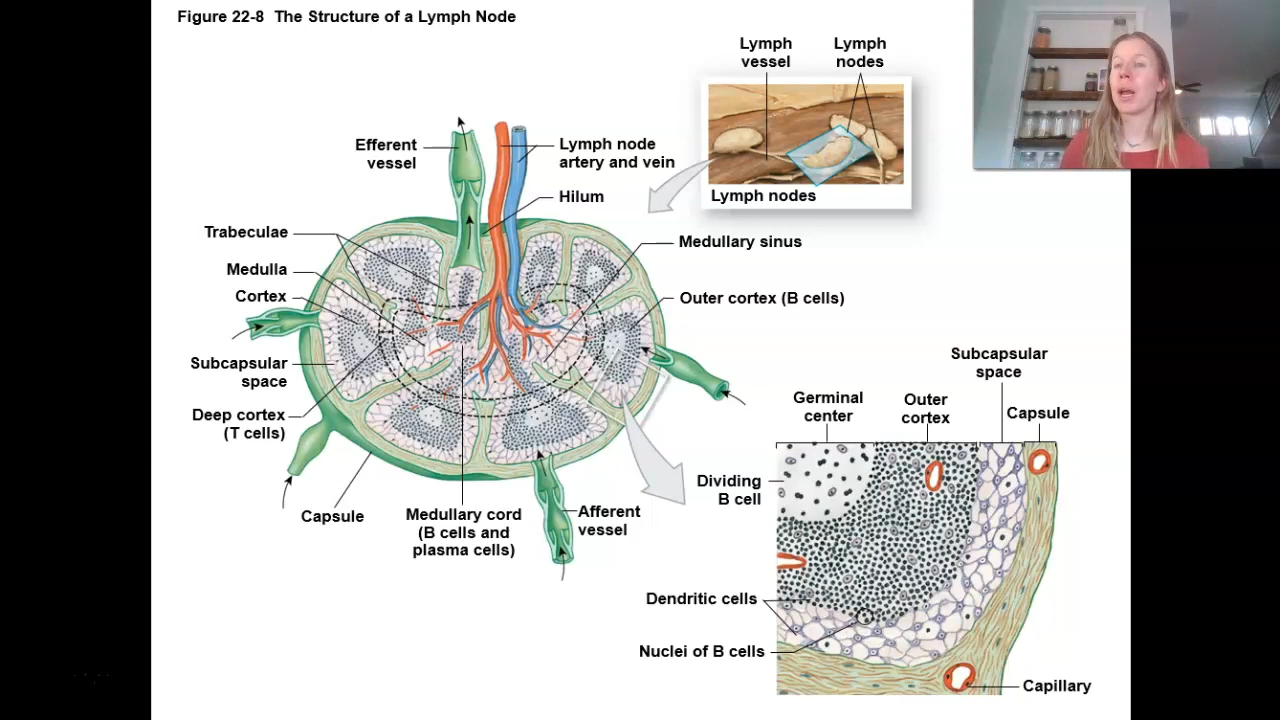 Figure 22-8 The Structure of a Lymph Node
Lymph
vessel
Lymph
nodes
Lymph nodes
Efferent
vessel
Lymph node
artery and vein
Hilum
Trabeculae
Medullary sinus
Medulla
Cortex
Outer cortex (B cells)
Subcapsular
space
Deep cortex
(T cells)
Capsule
Medullary cord
(B cells and
plasma cells)
Afferent
vessel
Subcapsular
space
Germinal
center
Outer
cortex
Capsule
Dividing
B cell
Dendritic cells
Nuclei of B cells
Capillary